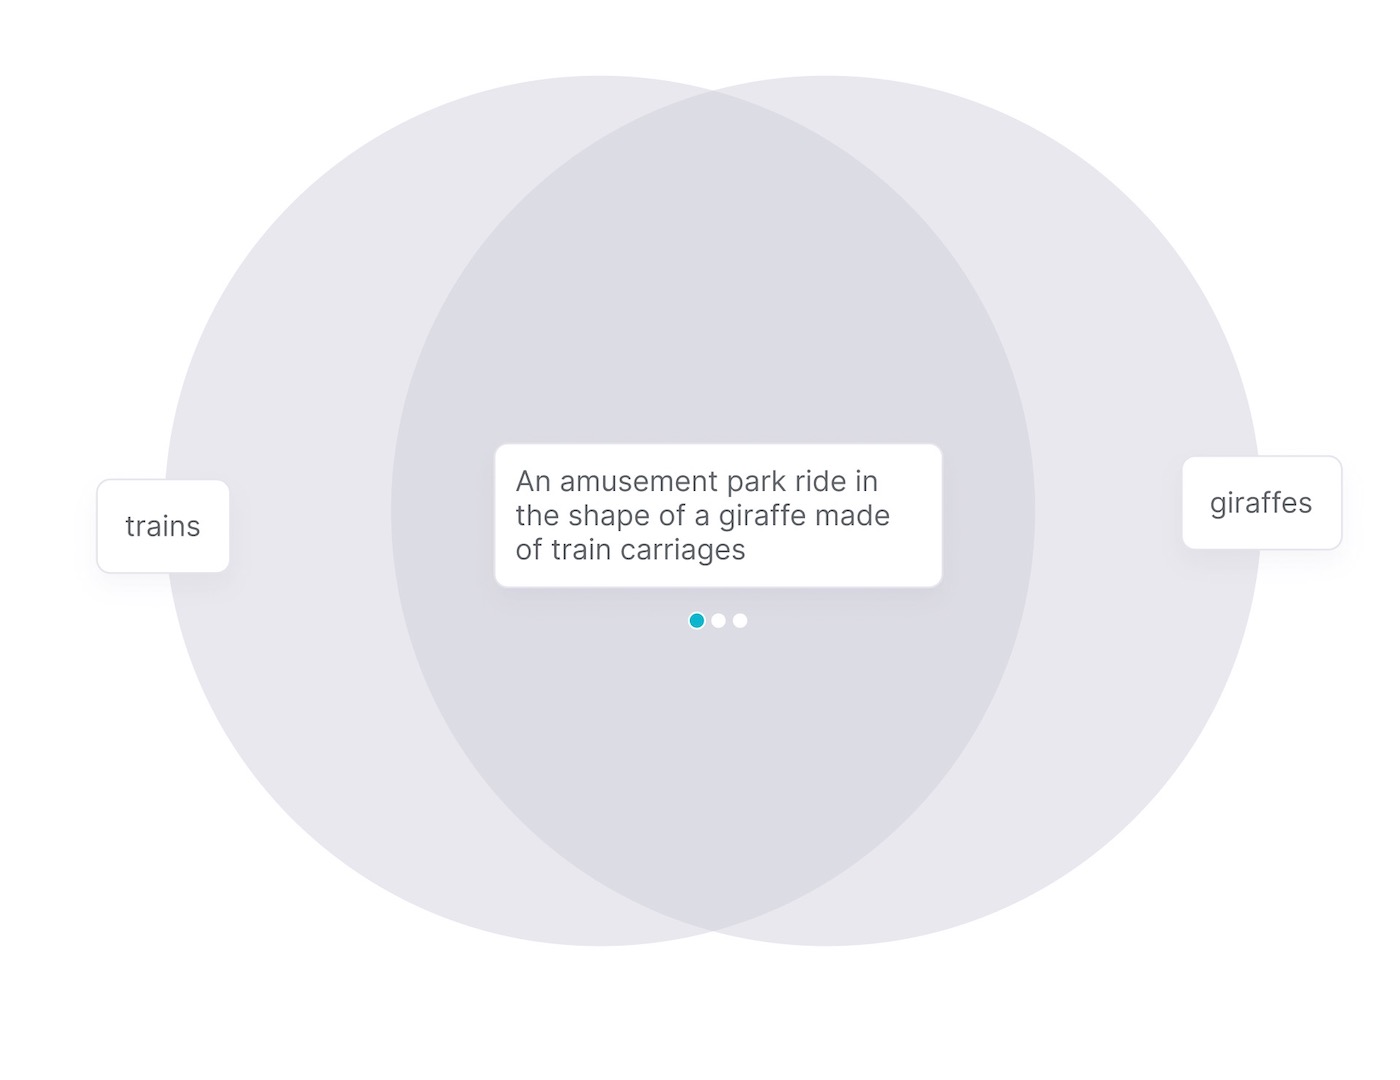 trains
An amusement park ride in
the shape of a giraffe made
of train carriages
giraffes